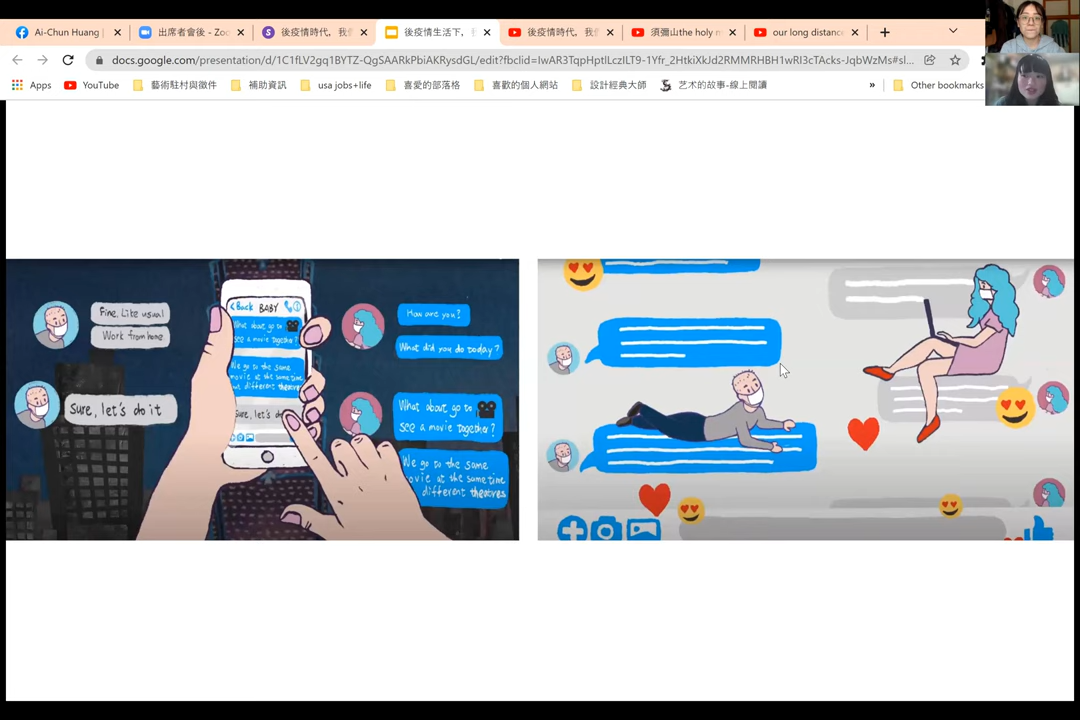 Ai-Chun Huang |
出席者會後 - Zoo
後疫情時代，我們
後疫情生活下，
後疫情時代，我
須彌山the holy m
our long distanc
docs.google.com/presentation/d/1C1fLV2gq1BYTZ-QgSAARkPbiAKRysdGL/edit?fbclid=IwAR3TqpHptlLczILT9-1Yfr_2HtkiXkJd2RMMRHBH1wRI3cTAcks-JqbWzMs#sl...
Apps
YouTube
藝術駐村與徵件
補助資訊
usa jobs+life
喜愛的部落格
喜歡的個人網站
設計經典大師
艺术的故事-线上閱讀
»
Other bookmarks
Fine. Like usual
Work from home.
Sure, let's do it
<Back BABY
What about go to
see a movie together?
We go to the same
movie at the same time
different theatres
Sure, let's do
How are you?
What did you do today?
What about go to
see a movie together?
We go to the same
movie at the same time
different theatres